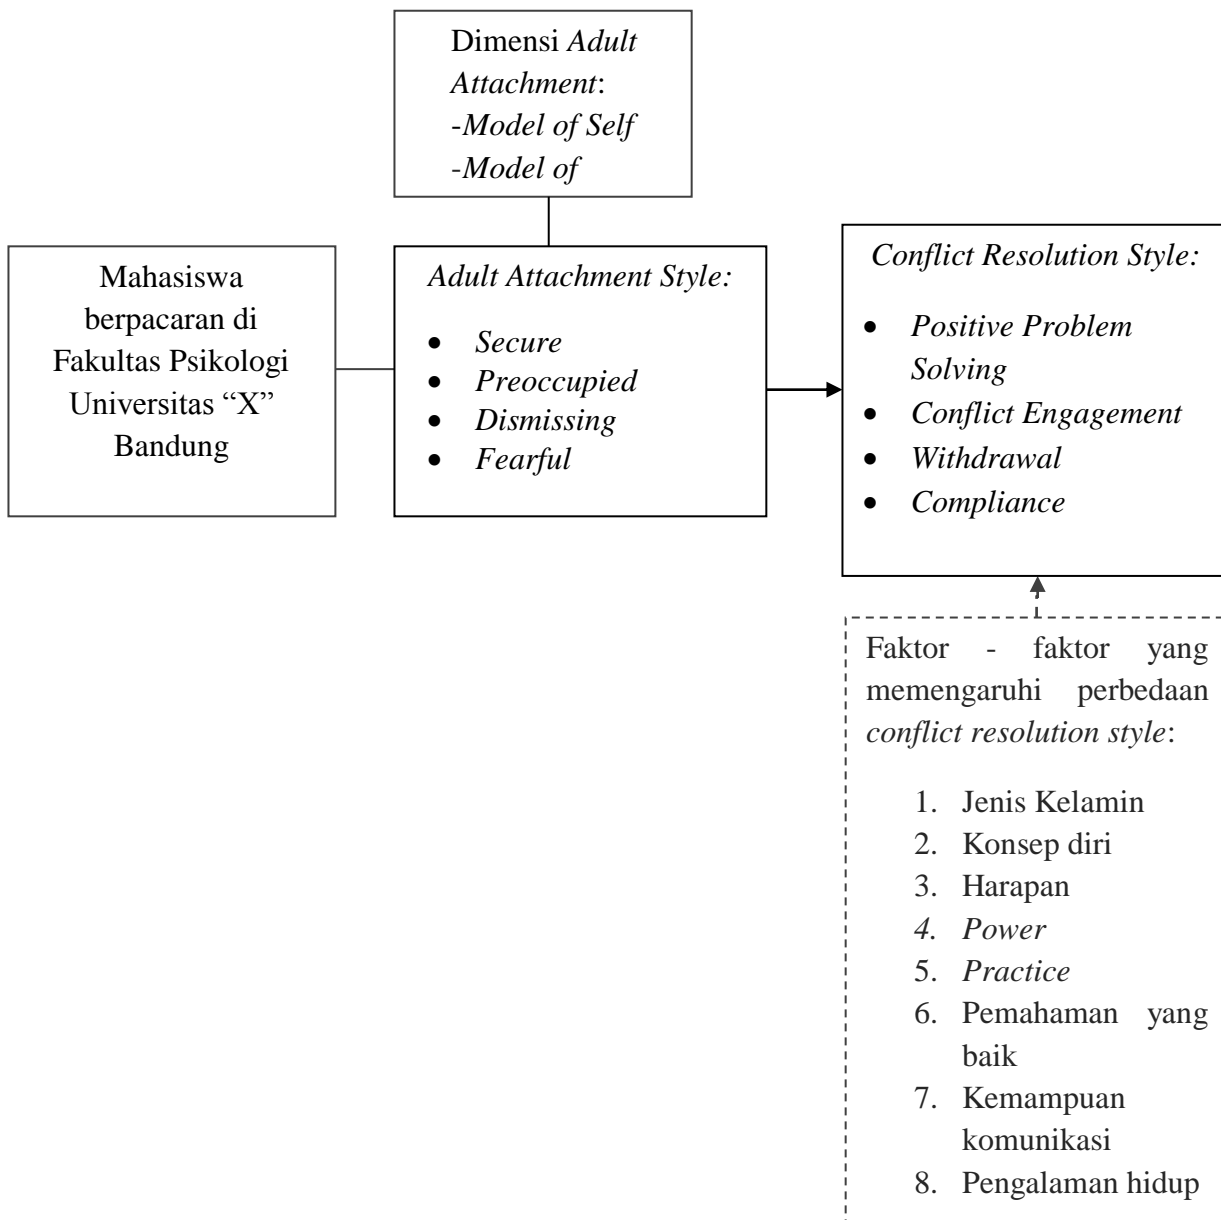 Dimensi Adult
Attachment:
-Model of Self
-Model of
Mahasiswa
berpacaran di
Fakultas Psikologi
Universitas “X”
Bandung
Adult Attachment Style:
• Secure
• Preoccupied
• Dismissing
• Fearful
Conflict Resolution Style:
• Positive Problem
Solving
• Conflict Engagement
• Withdrawal
• Compliance
Faktor - faktor yang
memengaruhi perbedaan
conflict resolution style:
1. Jenis Kelamin
2. Konsep diri
3. Harapan
4. Power
5. Practice
6. Pemahaman yang
baik
7. Kemampuan
komunikasi
8. Pengalaman hidup